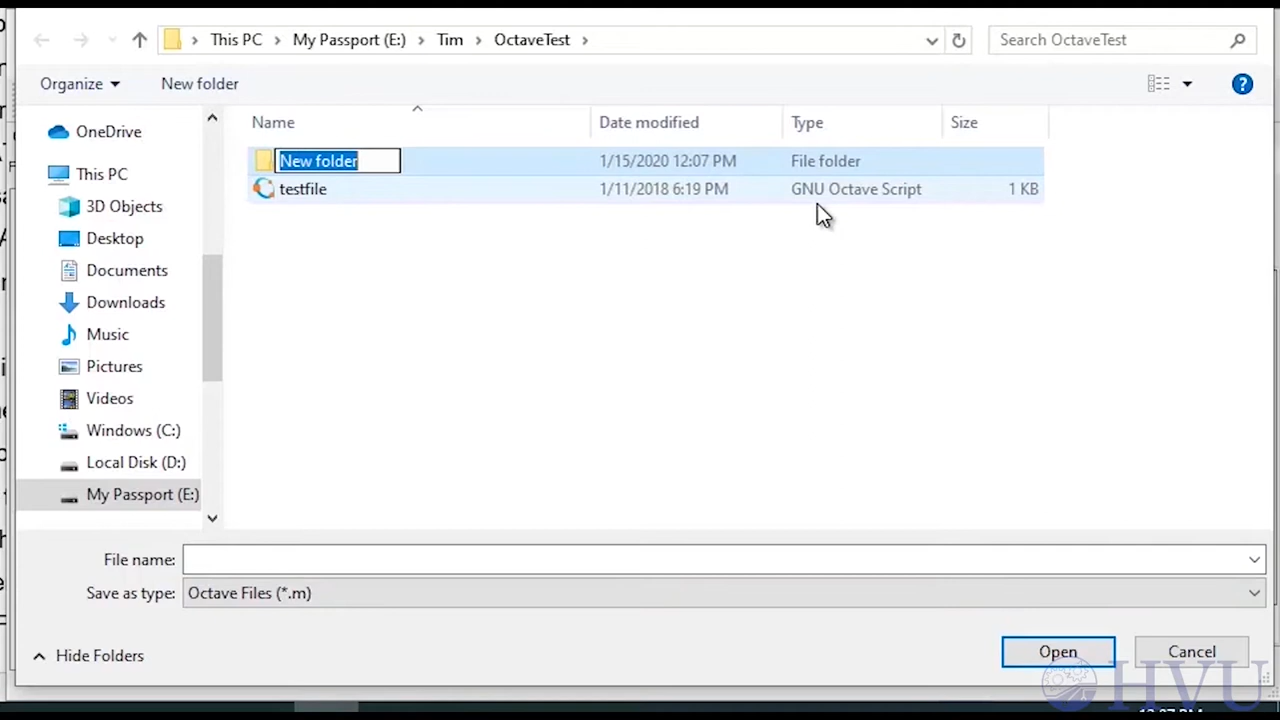 This PC > My Passport (E:) > Tim > OctaveTest >
Search OctaveTest
Organize
New folder
?
Name
Date modified
Type
Size
OneDrive
This PC
3D Objects
Desktop
Documents
Downloads
Music
Pictures
Videos
Windows (C:)
Local Disk (D:)
My Passport (E:)
New folder 1/15/2020 12:07 PM File folder
testfile 1/11/2018 6:19 PM GNU Octave Script 1 KB
File name:
Save as type: Octave Files (*.m)
Hide Folders
Open
Cancel
HVU
12:07 PM